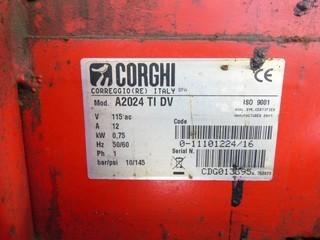 CORGHI
CORREGGIO(RE) ITALY SPA
CE
Mod. A2024 TI DV
ISO 9001
V 115 ac
A 12
Code
kW 0,75
Hz 50/60
0-11101224/16
Ph 1
Serial N.
bar/psi 10/145